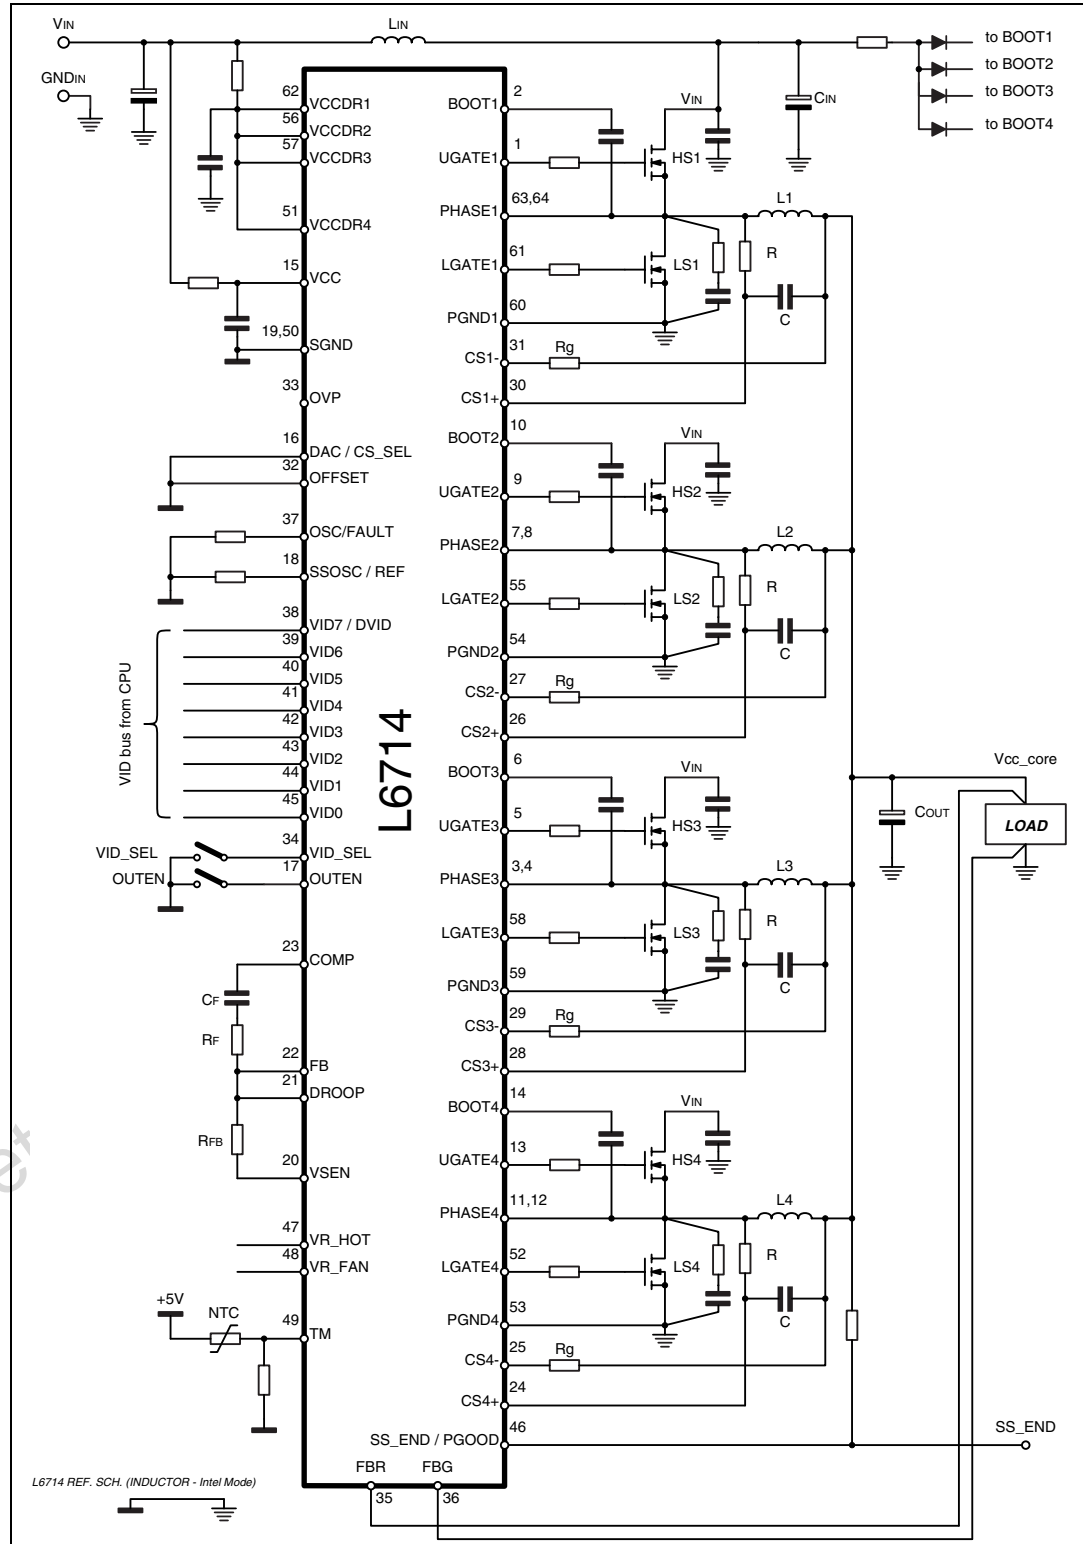 VIN
LIN
to BOOT1
to BOOT2
to BOOT3
to BOOT4
GNDIN
CIN
62 VCCDR1
56 VCCDR2
57 VCCDR3
51 VCCDR4
15 VCC
19,50 SGND
33 OVP
16 DAC / CS_SEL
32 OFFSET
37 OSC/FAULT
18 SSOSC / REF
VID bus from CPU
38 VID7 / DVID
39 VID6
40 VID5
41 VID4
42 VID3
43 VID2
44 VID1
45 VID0
VID_SEL 34 VID_SEL
OUTEN 17 OUTEN
23 COMP
CF
RF
22 FB
21 DROOP
RFB
20 VSEN
47 VR_HOT
48 VR_FAN
+5V
NTC
49 TM
L6714
BOOT1 2
VIN
UGATE1 1
HS1
PHASE1 63,64
L1
LGATE1 61
LS1
R
C
PGND1 60
CS1- 31 Rg
CS1+ 30
BOOT2 10
VIN
UGATE2 9
HS2
PHASE2 7,8
L2
LGATE2 55
LS2
R
C
PGND2 54
CS2- 27 Rg
CS2+ 26
BOOT3 6
VIN
UGATE3 5
HS3
PHASE3 3,4
L3
LGATE3 58
LS3
R
C
PGND3 59
CS3- 29 Rg
CS3+ 28
BOOT4 14
VIN
UGATE4 13
HS4
PHASE4 11,12
L4
LGATE4 52
LS4
R
C
PGND4 53
CS4- 25 Rg
CS4+ 24
SS_END / PGOOD 46
SS_END
Vcc_core
COUT
LOAD
FBR 35
FBG 36
L6714 REF. SCH. (INDUCTOR - Intel Mode)